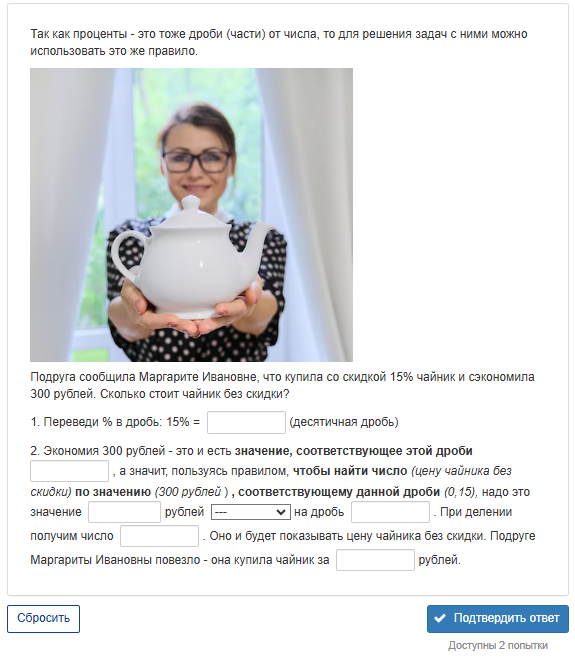 Так как проценты - это тоже дроби (части) от числа, то для решения задач с ними можно
использовать это же правило.
Подруга сообщила Маргарите Ивановне, что купила со скидкой 15% чайник и сэкономила
300 рублей. Сколько стоит чайник без скидки?
1. Переведи % в дробь: 15% = (десятичная дробь)
2. Экономия 300 рублей - это и есть значение, соответствующее этой дроби
, а значит, пользуясь правилом, чтобы найти число (цену чайника без
скидки) по значению (300 рублей ) , соответствующему данной дроби (0,15), надо это
значение рублей --- на дробь . При делении
получим число . Оно и будет показывать цену чайника без скидки. Подруге
Маргариты Ивановны повезло - она купила чайник за рублей.
Сбросить
Подтвердить ответ
Доступны 2 попытки